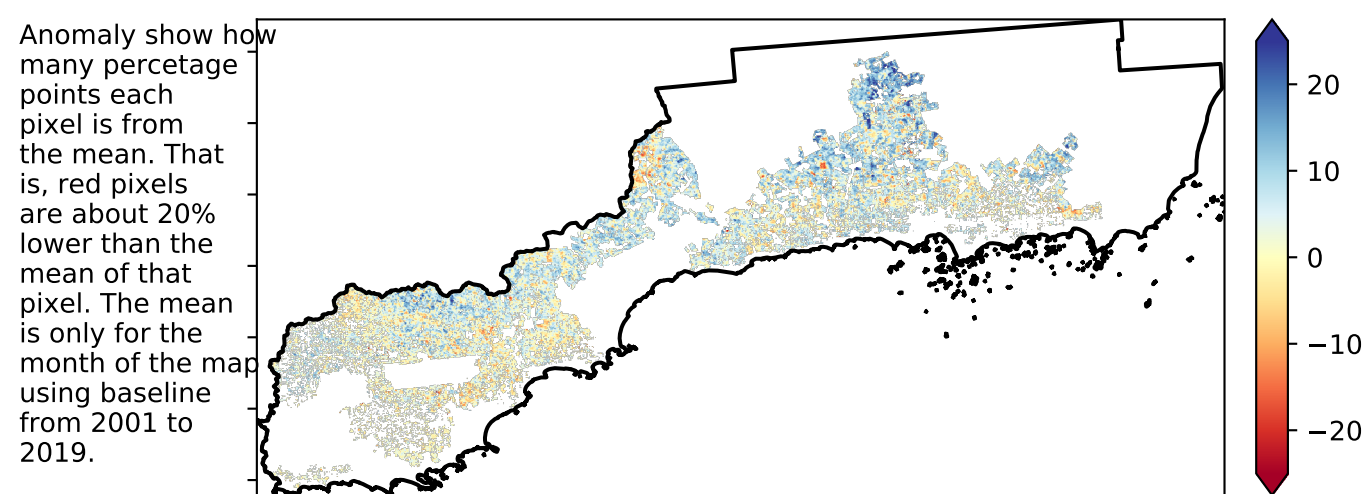 Anomaly show how
many percetage
points each
pixel is from
the mean. That
is, red pixels
are about 20%
lower than the
mean of that
pixel. The mean
is only for the
month of the map
using baseline
from 2001 to
2019.
20
10
0
−10
−20